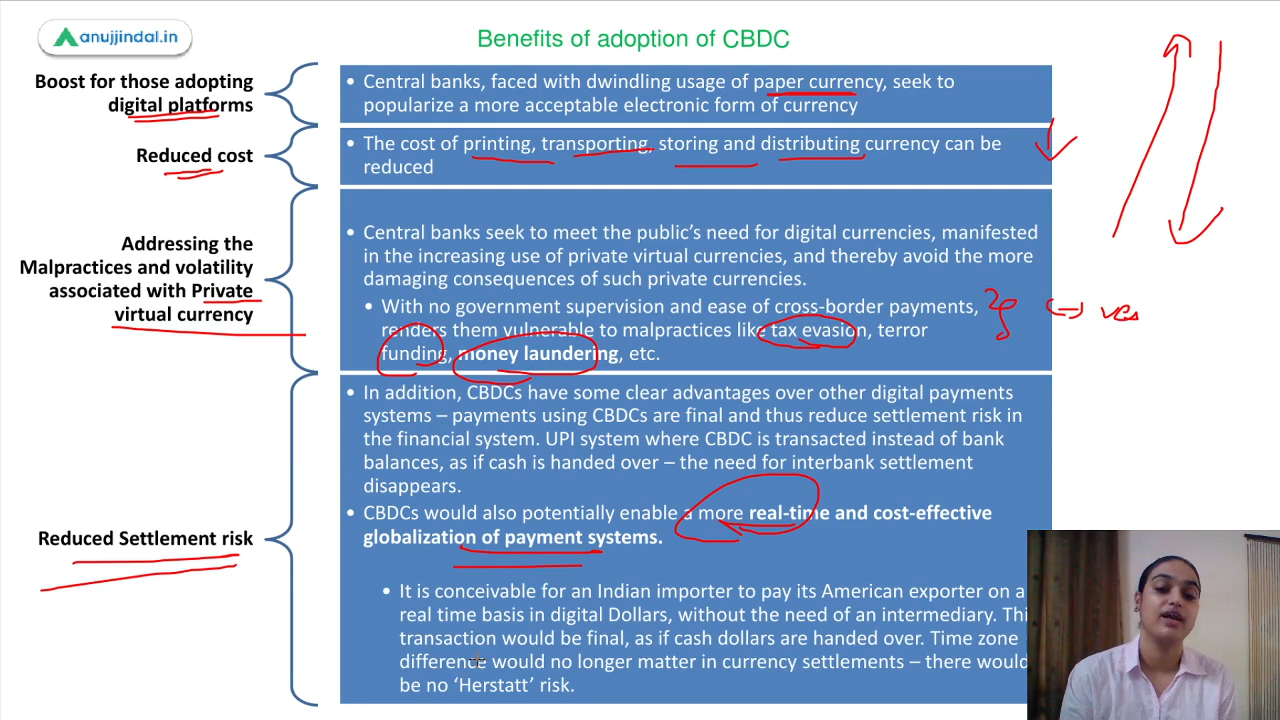 anujjindal.in
Benefits of adoption of CBDC
Boost for those adopting
digital platforms
• Central banks, faced with dwindling usage of paper currency, seek to
popularize a more acceptable electronic form of currency
Reduced cost
• The cost of printing, transporting, storing and distributing currency can be
reduced
Addressing the
Malpractices and volatility
associated with Private
virtual currency
• Central banks seek to meet the public's need for digital currencies, manifested
in the increasing use of private virtual currencies, and thereby avoid the more
damaging consequences of such private currencies.
• With no government supervision and ease of cross-border payments,
renders them vulnerable to malpractices like tax evasion, terror
funding, money laundering, etc.
Reduced Settlement risk
• In addition, CBDCs have some clear advantages over other digital payments
systems – payments using CBDCs are final and thus reduce settlement risk in
the financial system. UPI system where CBDC is transacted instead of bank
balances, as if cash is handed over – the need for interbank settlement
disappears.
• CBDCs would also potentially enable a more real-time and cost-effective
globalization of payment systems.
• It is conceivable for an Indian importer to pay its American exporter on a
real time basis in digital Dollars, without the need of an intermediary. Thi
transaction would be final, as if cash dollars are handed over. Time zone
difference would no longer matter in currency settlements – there would
be no 'Herstatt' risk.